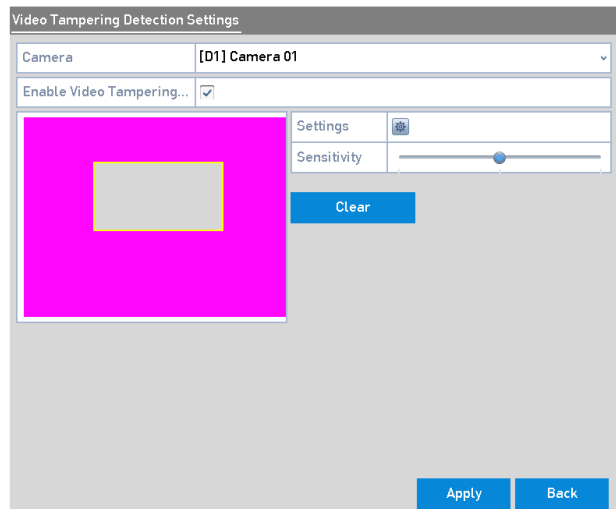 Video Tampering Detection Settings
Camera
[D1] Camera 01
Enable Video Tampering...
Settings
Sensitivity
Clear
Apply
Back